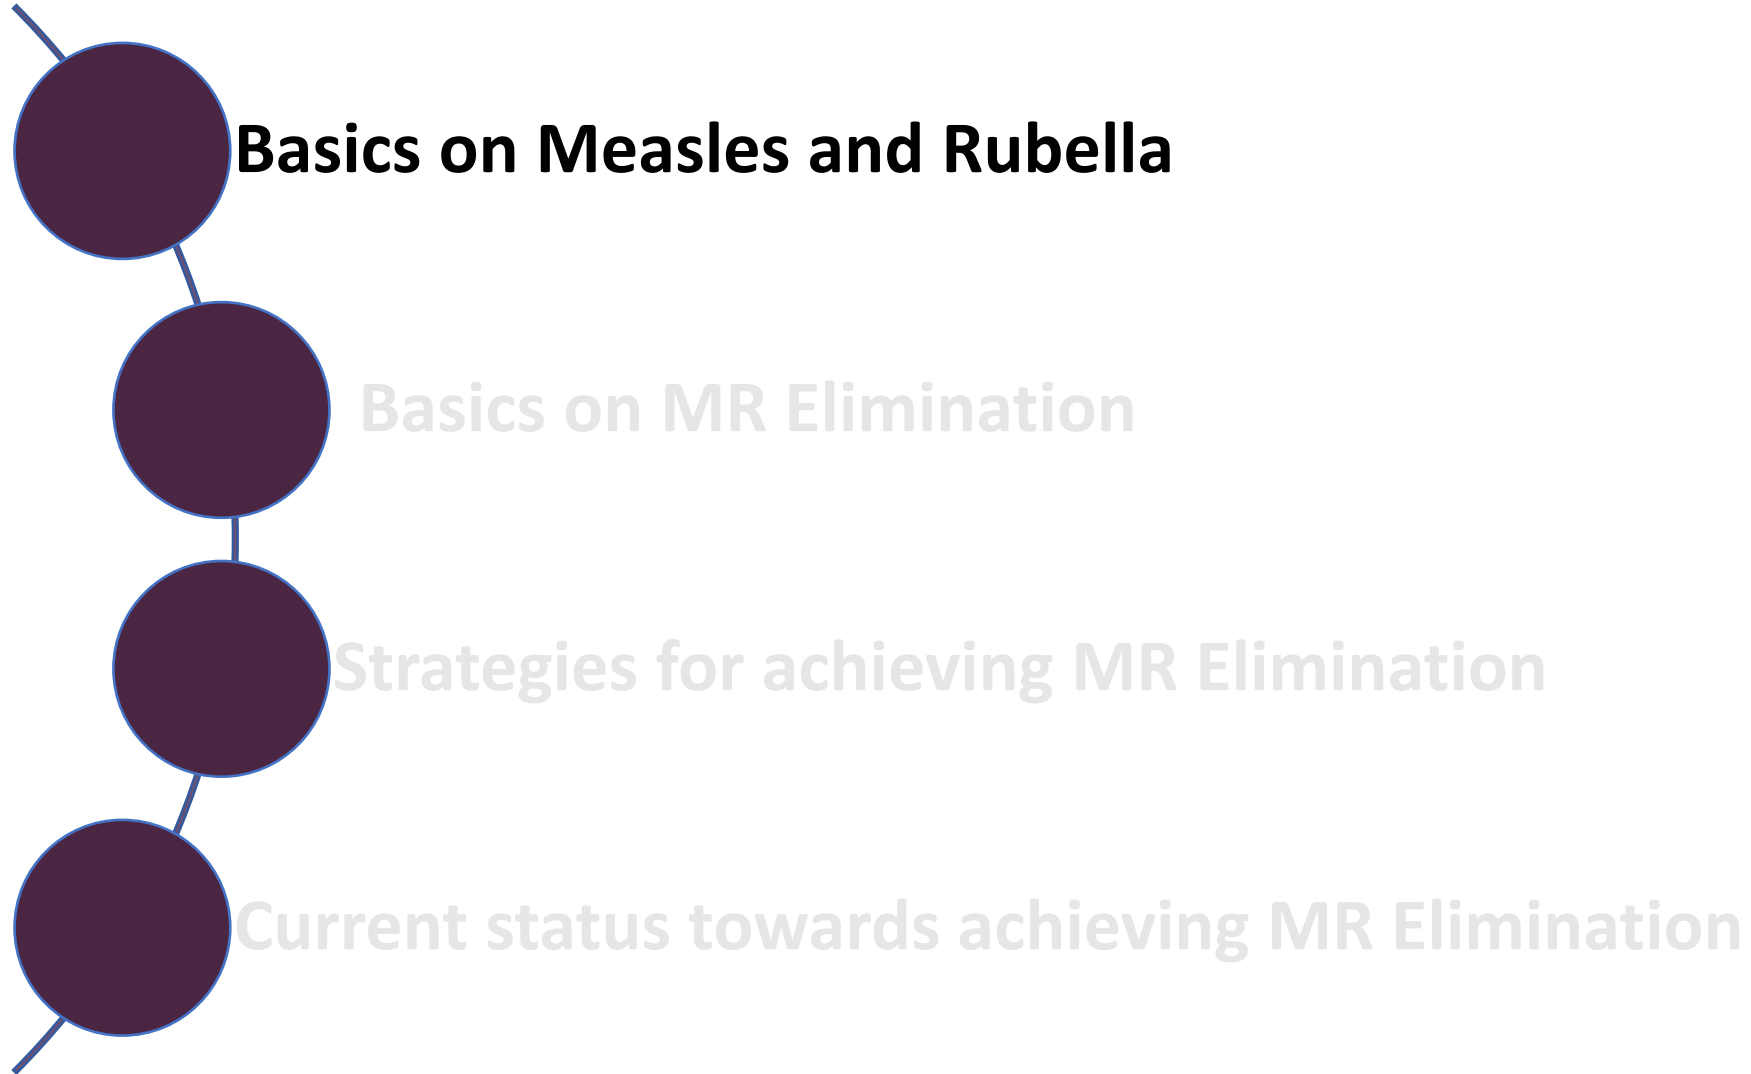 Basics on Measles and Rubella
Basics on MR Elimination
Strategies for achieving MR Elimination
Current status towards achieving MR Elimination